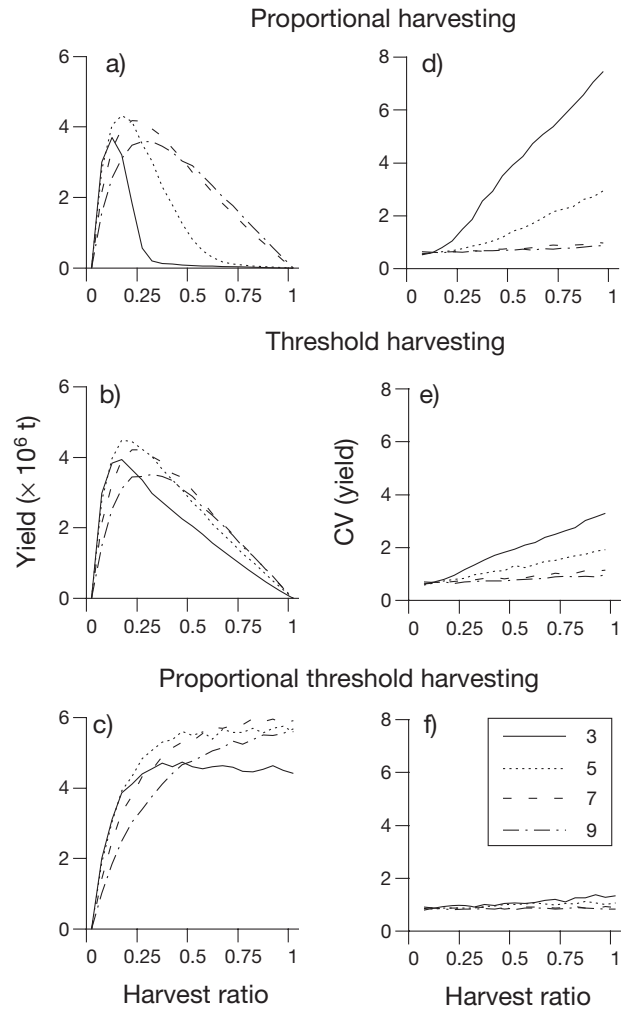 Proportional harvesting
a)
6
4
2
0
0 0.25 0.5 0.75 1
d)
8
6
4
2
0
0 0.25 0.5 0.75 1
Threshold harvesting
b)
6
4
2
0
0 0.25 0.5 0.75 1
Yield (× 10⁶ t)
e)
8
6
4
2
0
0 0.25 0.5 0.75 1
CV (yield)
Proportional threshold harvesting
c)
6
4
2
0
0 0.25 0.5 0.75 1
Harvest ratio
f)
8
6
4
2
0
0 0.25 0.5 0.75 1
3
5
7
9
Harvest ratio